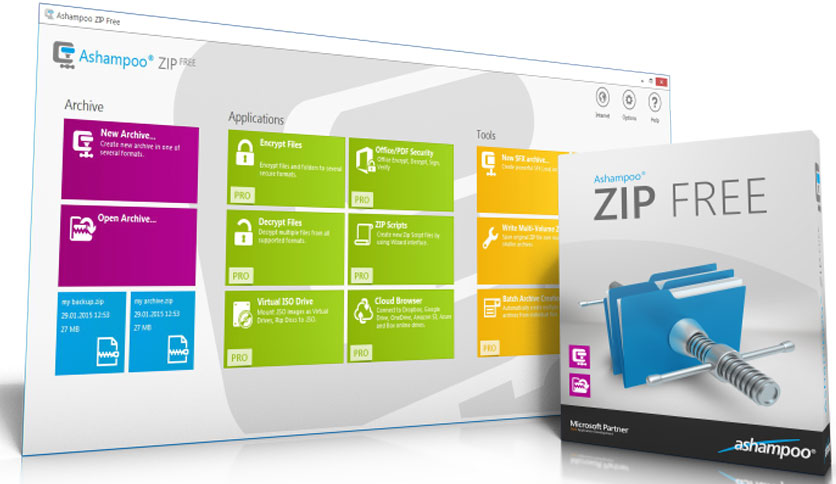 Ashampoo ZIP Free
Ashampoo® ZIP FREE
Internet
Options
Help
Archive
New Archive...
Create new archive in one of
several formats.
Open Archive...
my backup.zip
29.01.2015 12:53
27 MB
my archive.zip
29.01.2015 12:53
27 MB
Applications
Encrypt Files
Encrypt Files and folders to several
secure formats.
PRO
Office/PDF Security
Office Encrypt, Decrypt, Sign,
Verify
PRO
Decrypt Files
Decrypt multiple files from all
supported formats.
PRO
ZIP Scripts
Create new Zip Script files by
using Wizard interface.
PRO
Virtual ISO Drive
Mount ISO Images as Virtual
Drives, Rip Discs to ISO.
PRO
Cloud Browser
Connect to Dropbox, Google
Drive, OneDrive, Amazon S3, Azure
and Box online drives.
PRO
Tools
New SFX archive...
Write Multi-Volume
Batch Archive
PRO
Ashampoo®
ZIP FREE
Microsoft Partner
ashampoo®